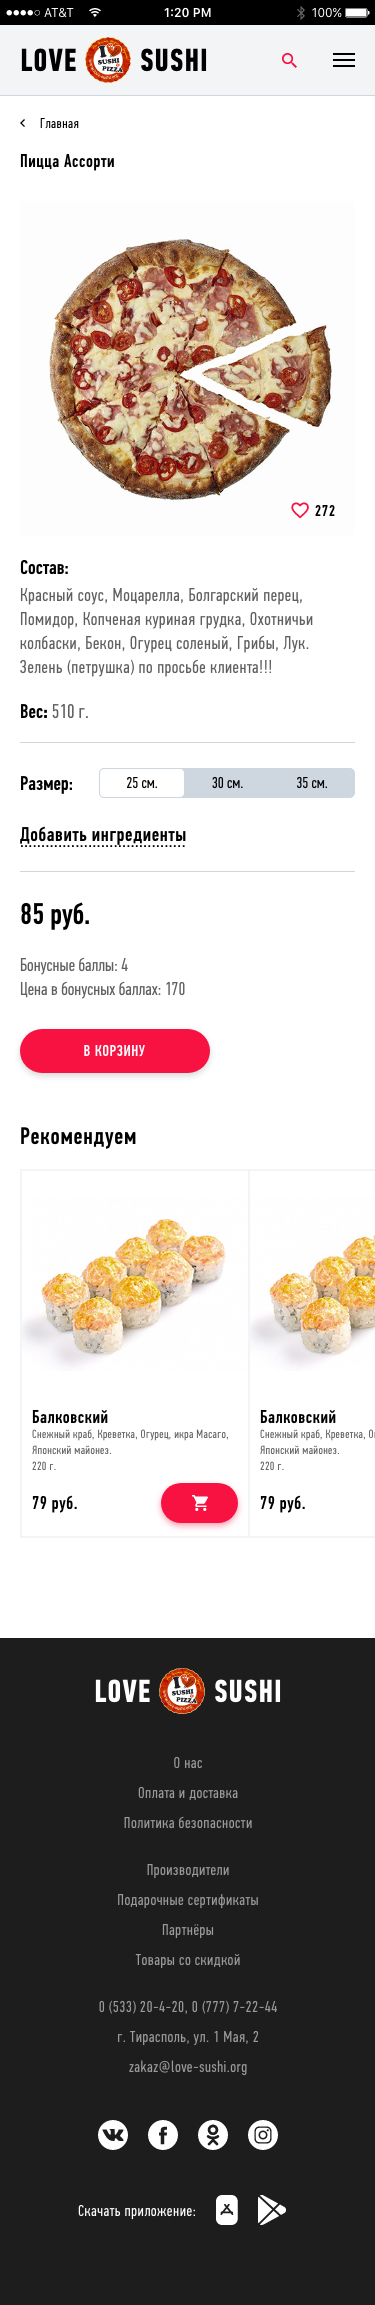 AT&T 1:20 PM 100%
LOVE I SUSHI PIZZA SUSHI
Главная
Пицца Ассорти
272
Состав:
Красный соус, Моцарелла, Болгарский перец,
Помидор, Копченая куриная грудка, Охотничьи
колбаски, Бекон, Огурец соленый, Грибы, Лук.
Зелень (петрушка) по просьбе клиента!!!
Вес: 510 г.
Размер: 25 см. 30 см. 35 см.
Добавить ингредиенты
85 руб.
Бонусные баллы: 4
Цена в бонусных баллах: 170
В КОРЗИНУ
Рекомендуем
Балковский
Снежный краб, Креветка, Огурец, икра Масаго,
Японский майонез.
220 г.
79 руб.
Балковский
Снежный краб, Креветка, О
Японский майонез.
220 г.
79 руб.
LOVE I SUSHI PIZZA SUSHI
О нас
Оплата и доставка
Политика безопасности
Производители
Подарочные сертификаты
Партнёры
Товары со скидкой
0 (533) 20-4-20, 0 (777) 7-22-44
г. Тирасполь, ул. 1 Мая, 2
zakaz@love-sushi.org
Скачать приложение: